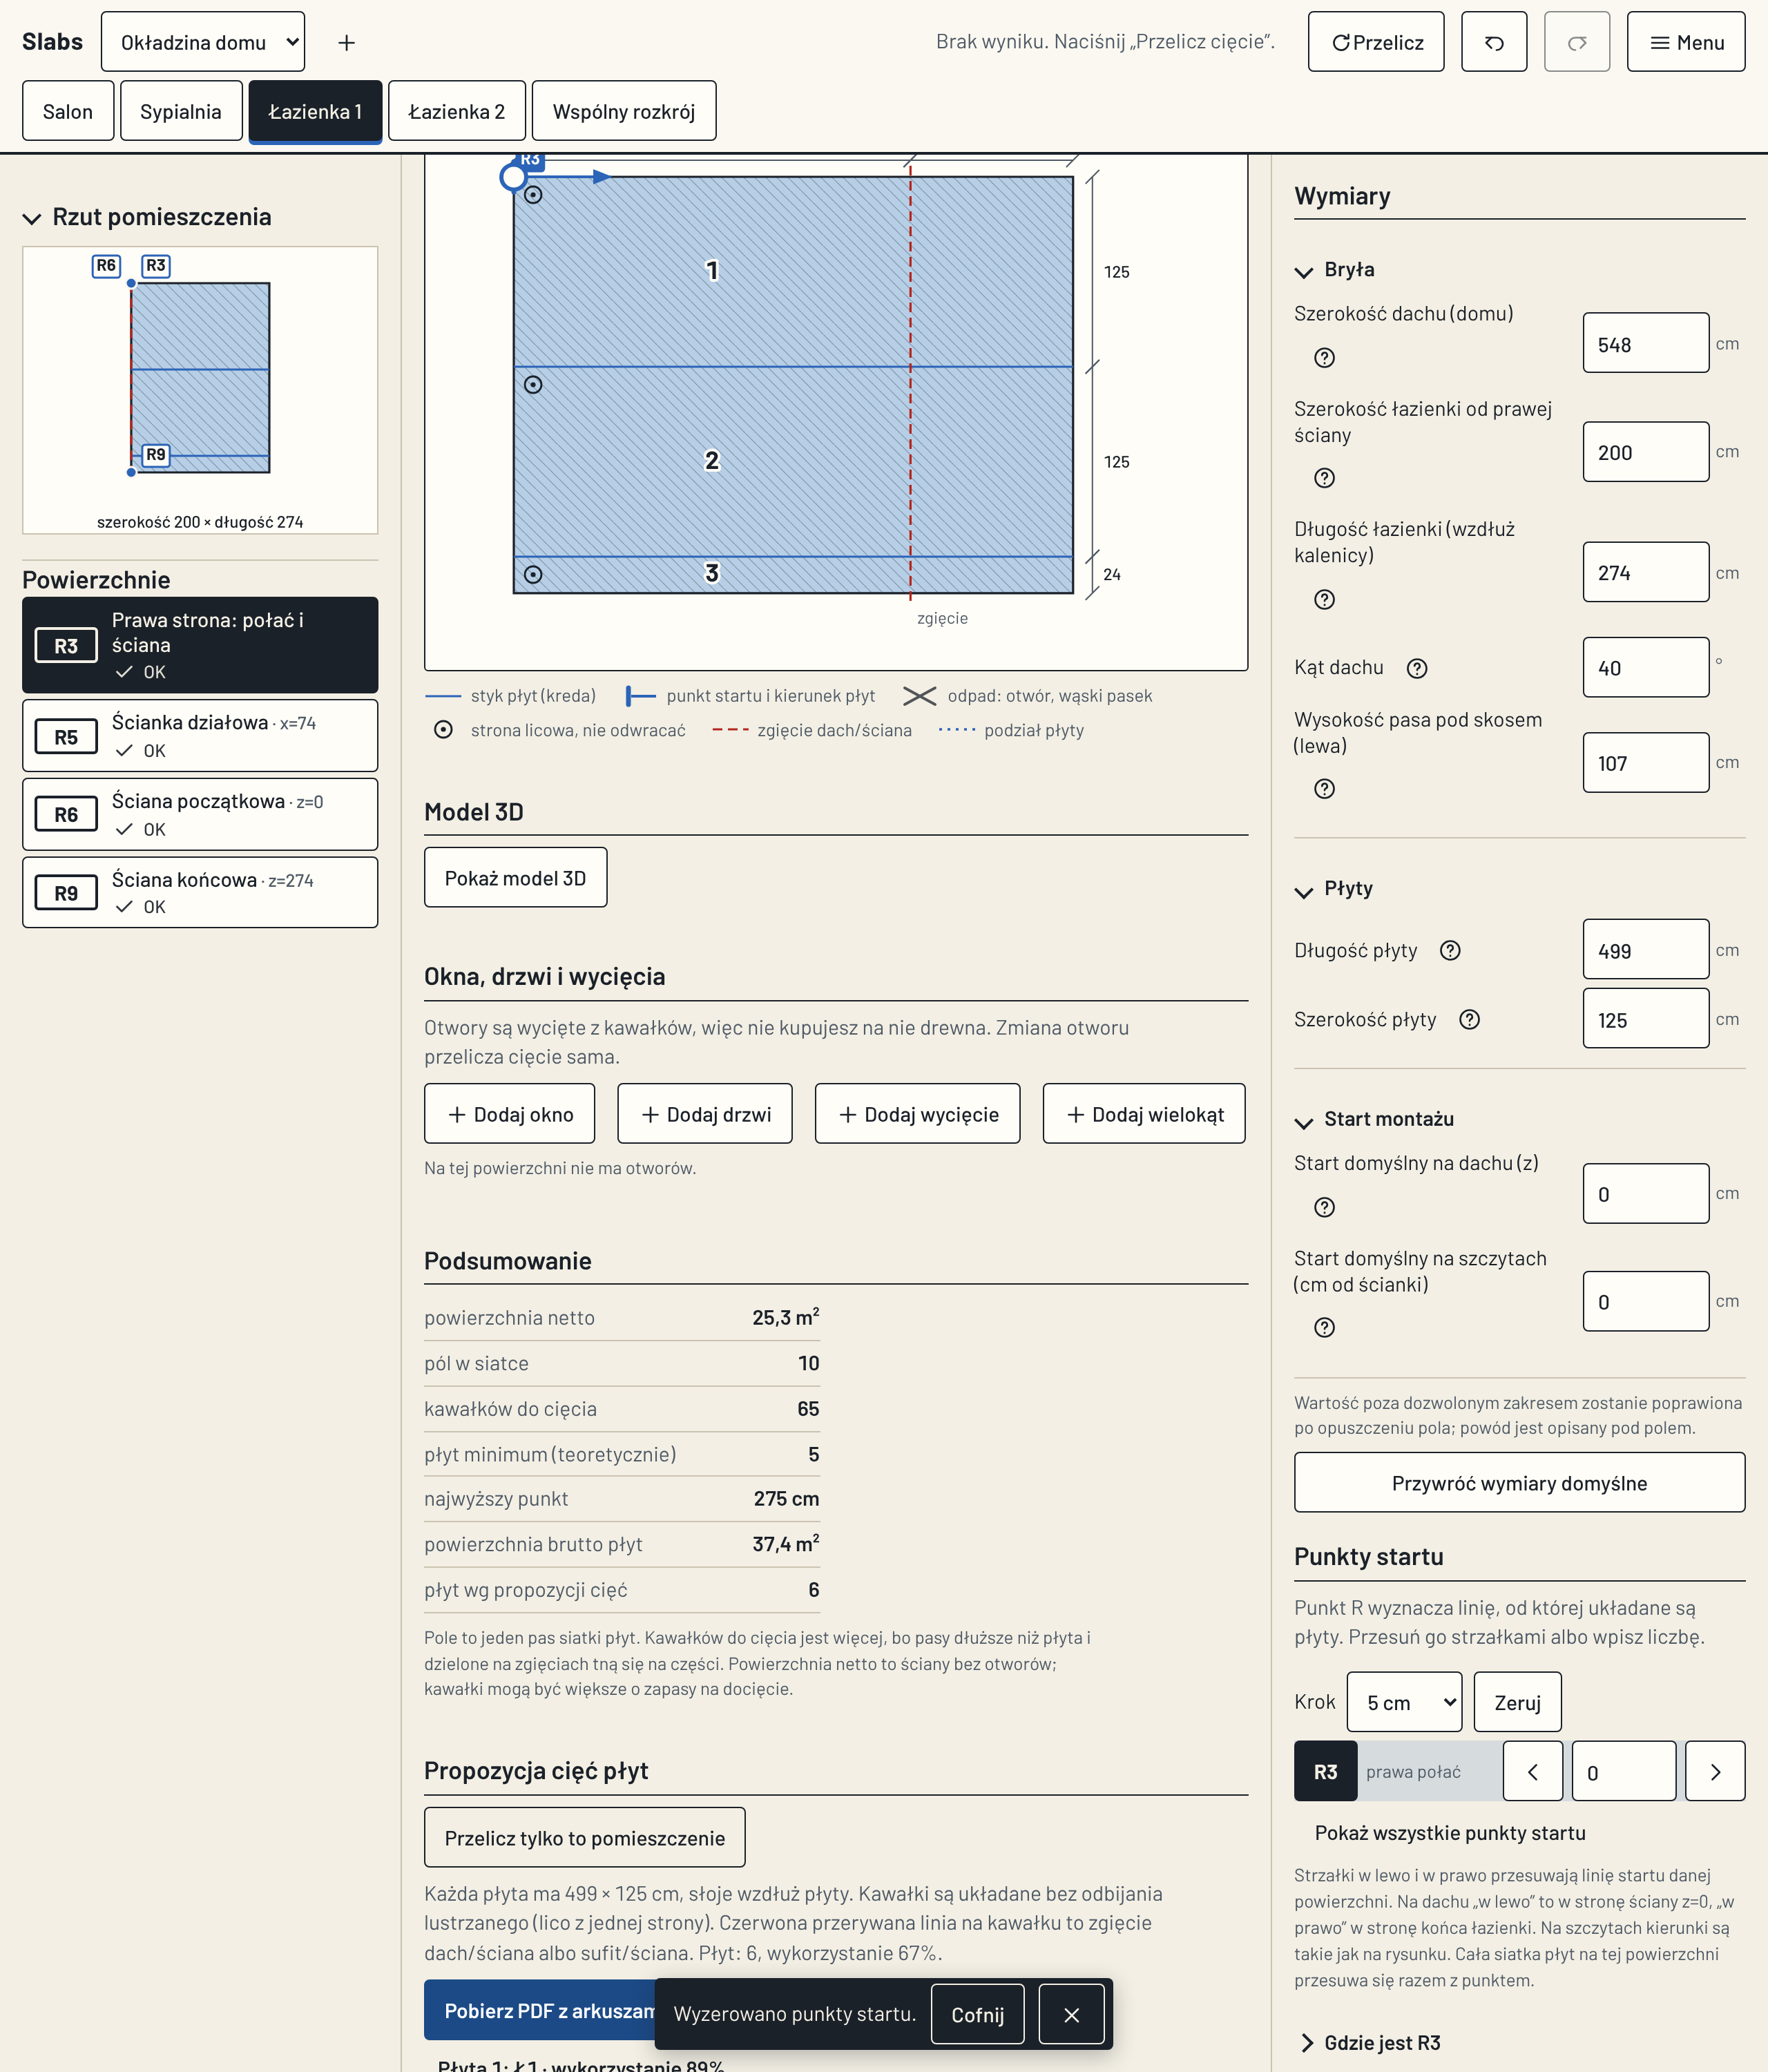 Slabs
Okładzina domu
Brak wyniku. Naciśnij „Przelicz cięcie”.
Przelicz
Menu
Salon
Sypialnia
Łazienka 1
Łazienka 2
Wspólny rozkrój
Rzut pomieszczenia
R6
R3
R9
szerokość 200 × długość 274
Powierzchnie
R3
Prawa strona: połać i
ściana
OK
R5
Ścianka działowa · x=74
OK
R6
Ściana początkowa · z=0
OK
R9
Ściana końcowa · z=274
OK
R3
1
125
2
125
3
24
zgięcie
styk płyt (kreda)
punkt startu i kierunek płyt
odpad: otwór, wąski pasek
strona licowa, nie odwracać
zgięcie dach/ściana
podział płyty
Model 3D
Pokaż model 3D
Okna, drzwi i wycięcia
Otwory są wycięte z kawałków, więc nie kupujesz na nie drewna. Zmiana otworu
przelicza cięcie sama.
Dodaj okno
Dodaj drzwi
Dodaj wycięcie
Dodaj wielokąt
Na tej powierzchni nie ma otworów.
Podsumowanie
powierzchnia netto 25,3 m²
pól w siatce 10
kawałków do cięcia 65
płyt minimum (teoretycznie) 5
najwyższy punkt 275 cm
powierzchnia brutto płyt 37,4 m²
płyt wg propozycji cięć 6
Pole to jeden pas siatki płyt. Kawałków do cięcia jest więcej, bo pasy dłuższe niż płyta i
dzielone na zgięciach tną się na części. Powierzchnia netto to ściany bez otworów;
kawałki mogą być większe o zapasy na docięcie.
Propozycja cięć płyt
Przelicz tylko to pomieszczenie
Każda płyta ma 499 × 125 cm, słoje wzdłuż płyty. Kawałki są układane bez odbijania
lustrzanego (lico z jednej strony). Czerwona przerywana linia na kawałku to zgięcie
dach/ściana albo sufit/ściana. Płyt: 6, wykorzystanie 67%.
Pobierz PDF z arkuszam
Wyzerowano punkty startu.
Cofnij
Płyta 1: Ł1 · wykorzystanie 89%
Wymiary
Bryła
Szerokość dachu (domu)
548 cm
Szerokość łazienki od prawej
ściany
200 cm
Długość łazienki (wzdłuż
kalenicy)
274 cm
Kąt dachu
40 °
Wysokość pasa pod skosem
(lewa)
107 cm
Płyty
Długość płyty
499 cm
Szerokość płyty
125 cm
Start montażu
Start domyślny na dachu (z)
0 cm
Start domyślny na szczytach
(cm od ścianki)
0 cm
Wartość poza dozwolonym zakresem zostanie poprawiona
po opuszczeniu pola; powód jest opisany pod polem.
Przywróć wymiary domyślne
Punkty startu
Punkt R wyznacza linię, od której układane są
płyty. Przesuń go strzałkami albo wpisz liczbę.
Krok
5 cm
Zeruj
R3
prawa połać
0
Pokaż wszystkie punkty startu
Strzałki w lewo i w prawo przesuwają linię startu danej
powierzchni. Na dachu „w lewo” to w stronę ściany z=0, „w
prawo” w stronę końca łazienki. Na szczytach kierunki są
takie jak na rysunku. Cała siatka płyt na tej powierzchni
przesuwa się razem z punktem.
Gdzie jest R3